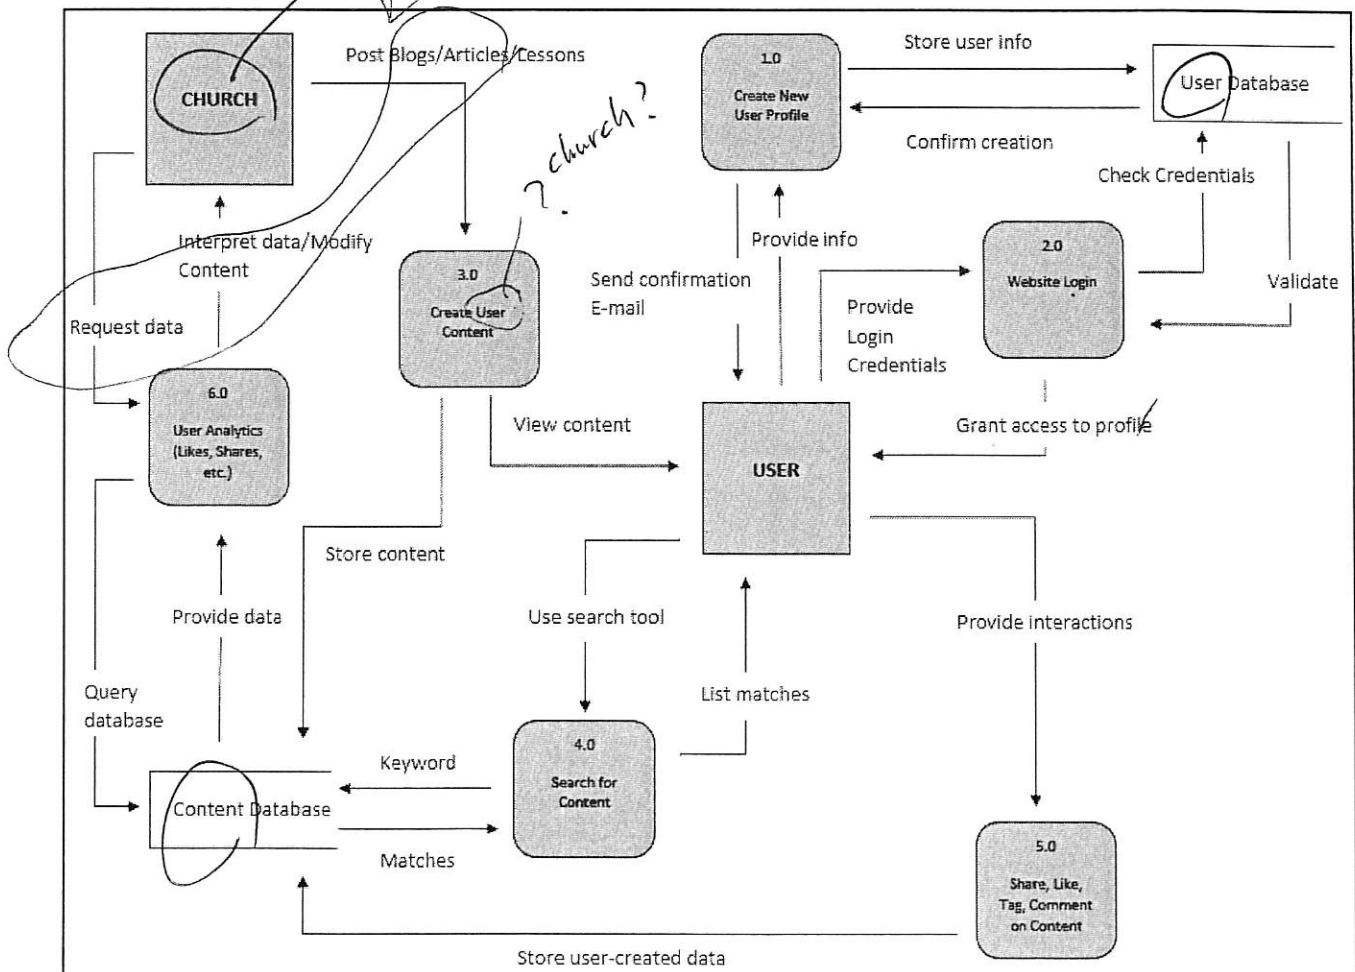 CHURCH
Post Blogs/Articles/Lessons
1.0
Create New
User Profile
Store user info
User Database
Confirm creation
Check Credentials
? church?
Interpret data/Modify
Content
3.0
Create User
Content
Provide info
Send confirmation
E-mail
2.0
Website Login
Validate
Provide
Login
Credentials
Request data
6.0
User Analytics
(Likes, Shares,
etc.)
View content
USER
Grant access to profile
Store content
Provide data
Use search tool
Provide interactions
Query
database
List matches
4.0
Search for
Content
Keyword
Content Database
Matches
5.0
Share, Like,
Tag, Comment
on Content
Store user-created data